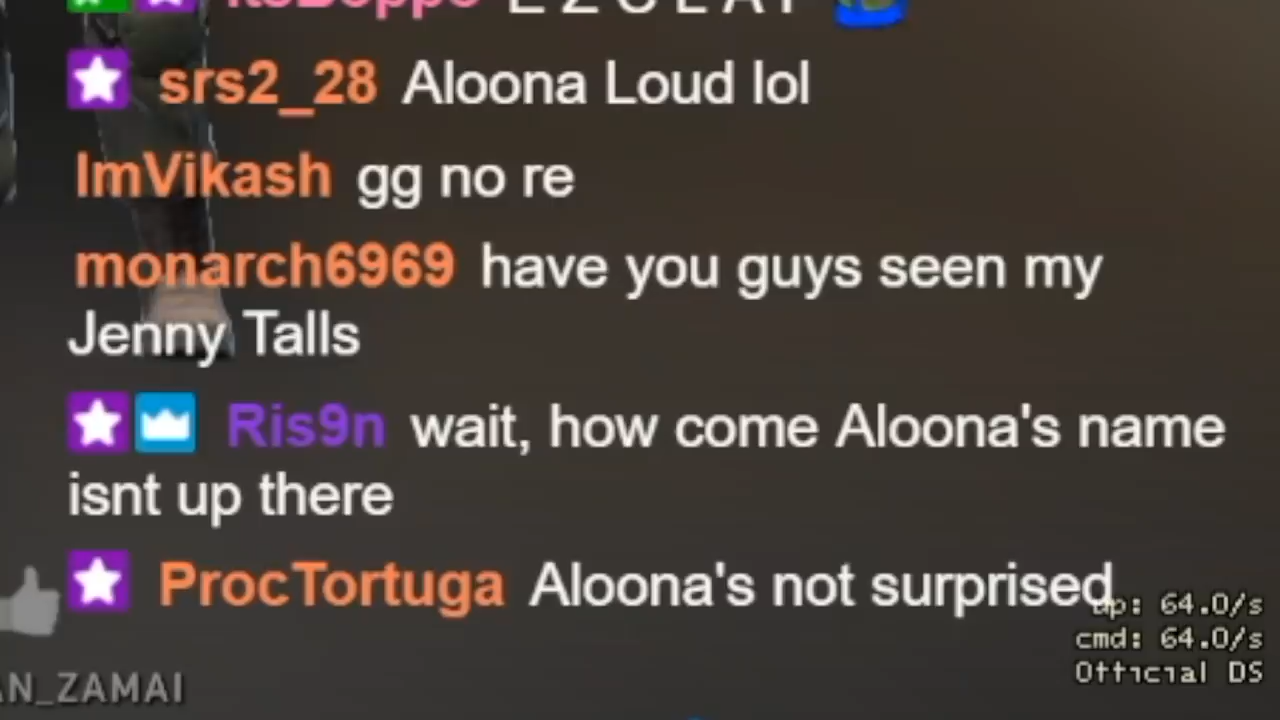 E Z C L A P
srs2_28 Aloona Loud lol
ImVikash gg no re
monarch6969 have you guys seen my
Jenny Talls
Ris9n wait, how come Aloona's name
isnt up there
ProcTortuga Aloona's not surprised
up: 64.0/s
cmd: 64.0/s
Official DS
AN_ZAMAI